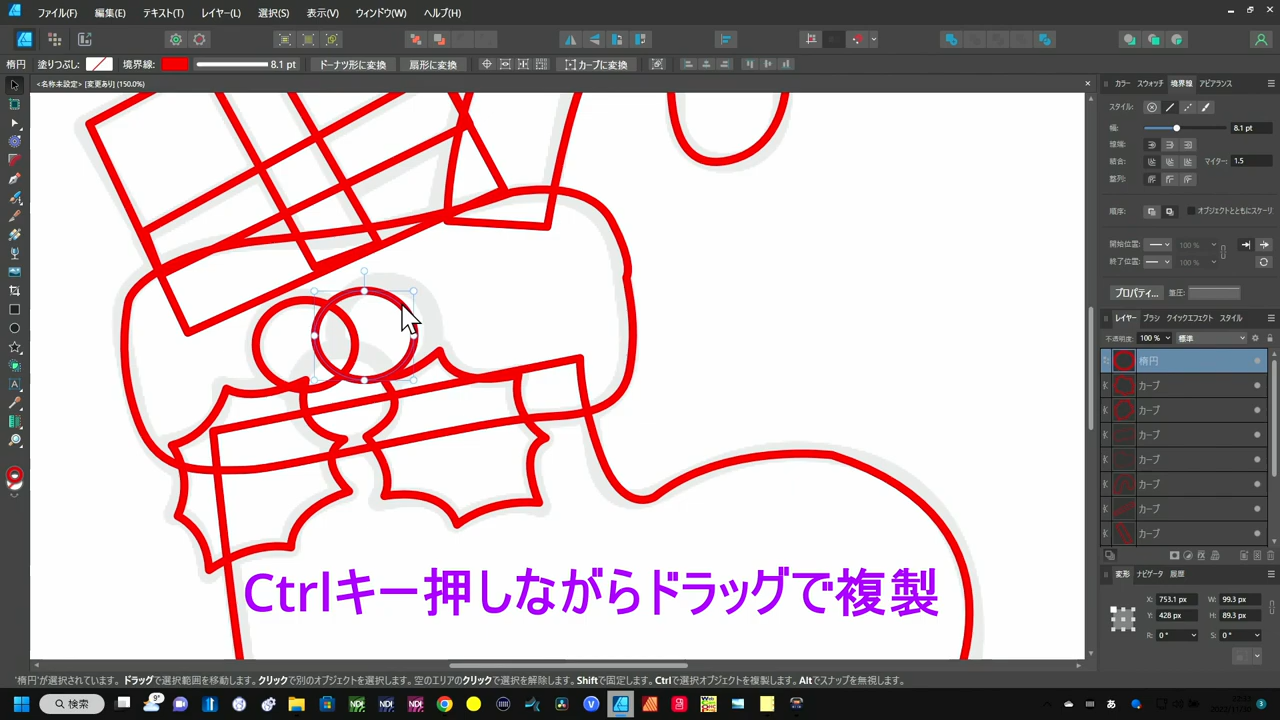 ファイル(F) 編集(E) テキスト(T) レイヤー(L) 選択(S) 表示(V) ウィンドウ(W) ヘルプ(H)
楕円 塗りつぶし: 境界線: 8.1 pt ドーナツ形に変換 扇形に変換 カーブに変換
<名称未設定> [変更あり] (150.0%)
カラー スウォッチ 境界線 アピアランス
スタイル:
幅: 8.1 pt
線端:
結合: マイター: 1.5
整列:
順序: オブジェクトとともにスケーリ
開始位置: 100 %
終了位置: 100 %
プロパティ... 筆圧:
レイヤー ブラシ クイックエフェクト スタイル
不透明度: 100 % 標準
楕円
カーブ
カーブ
カーブ
カーブ
カーブ
カーブ
カーブ
Ctrlキー押しながらドラッグで複製
変形 ナビゲータ 履歴
X: 753.1 px W: 99.3 px
Y: 428 px H: 89.3 px
R: 0 ° S: 0 °
'楕円'が選択されています。 ドラッグで選択範囲を移動します。クリックで別のオブジェクトを選択します。空のエリアのクリックで選択を解除します。Shiftで固定します。Ctrlで選択オブジェクトを複製します。Altでスナップを無視します。
検索 9° あ